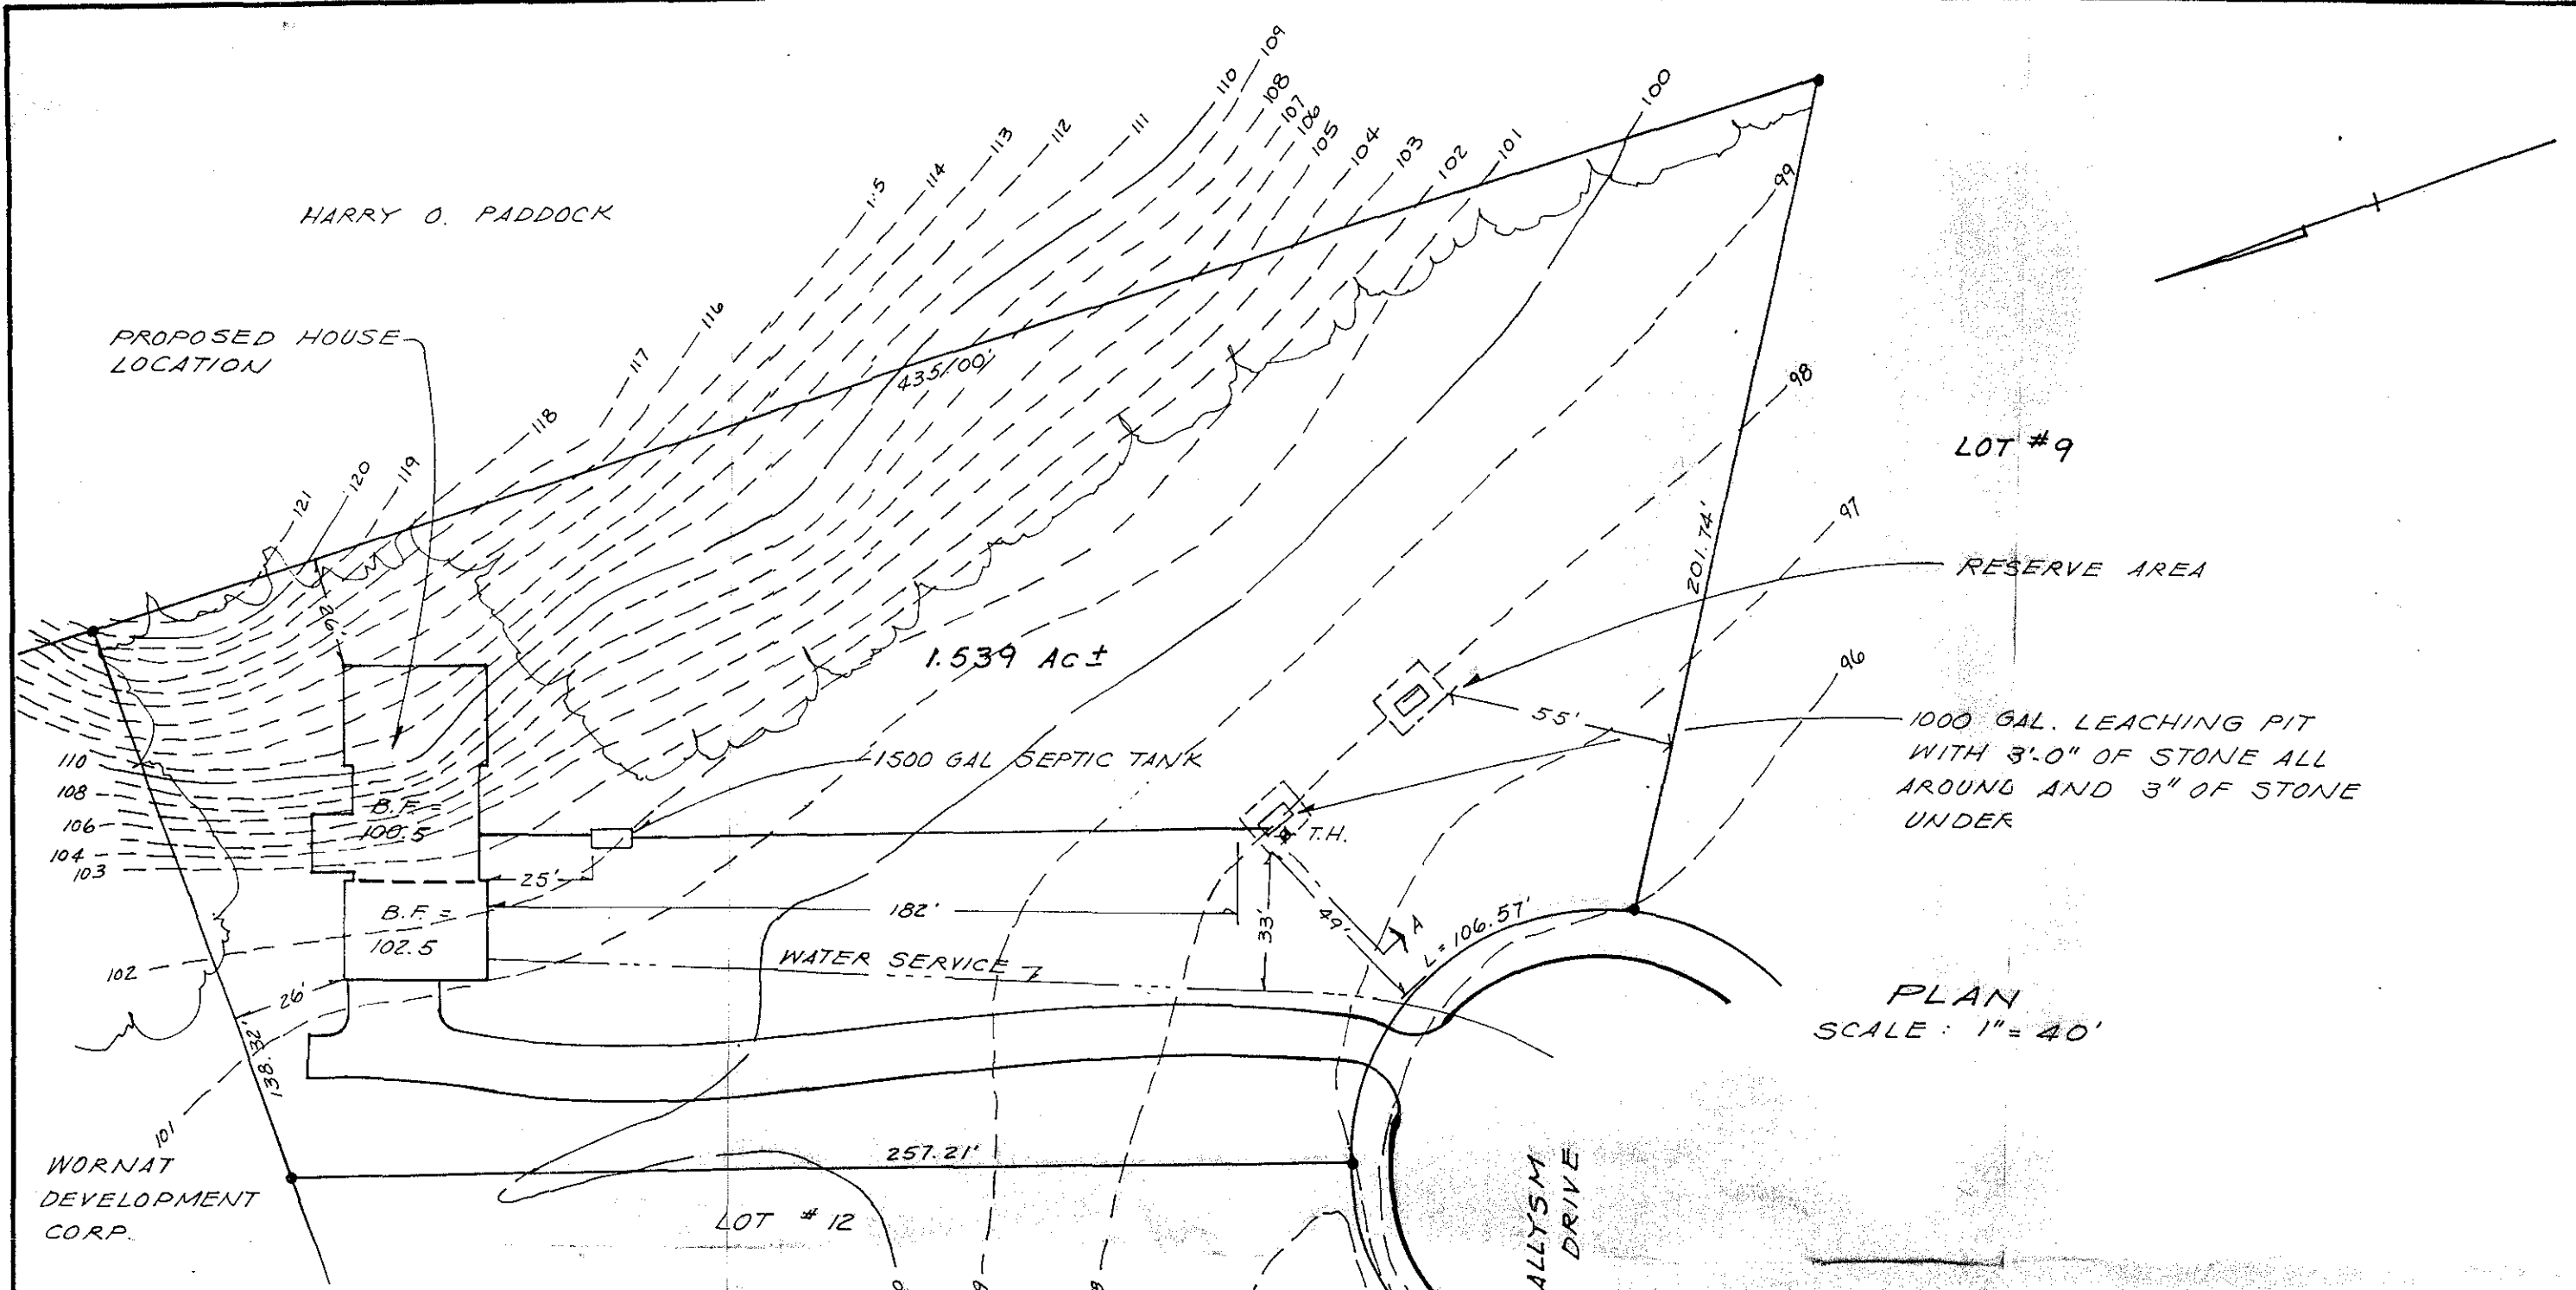 109
110
108
107
106
105
104
103
102
101
100
99
98
97
96
111
112
113
114
115
116
117
118
119
120
121
HARRY O. PADDOCK
PROPOSED HOUSE
LOCATION
435.00'
LOT #9
201.74'
RESERVE AREA
26'
1.539 Ac ±
55'
1000 GAL. LEACHING PIT
WITH 3'-0" OF STONE ALL
AROUND AND 3" OF STONE
UNDER
1500 GAL SEPTIC TANK
110
108
106
104
103
B.F. =
100.5
T.H.
25'
182'
33'
49'
A
L= 106.57'
B.F. =
102.5
102
WATER SERVICE
26'
138.32'
101
PLAN
SCALE : 1" = 40'
257.21'
WORNAT
DEVELOPMENT
CORP.
LOT # 12
ALLYSM
DRIVE